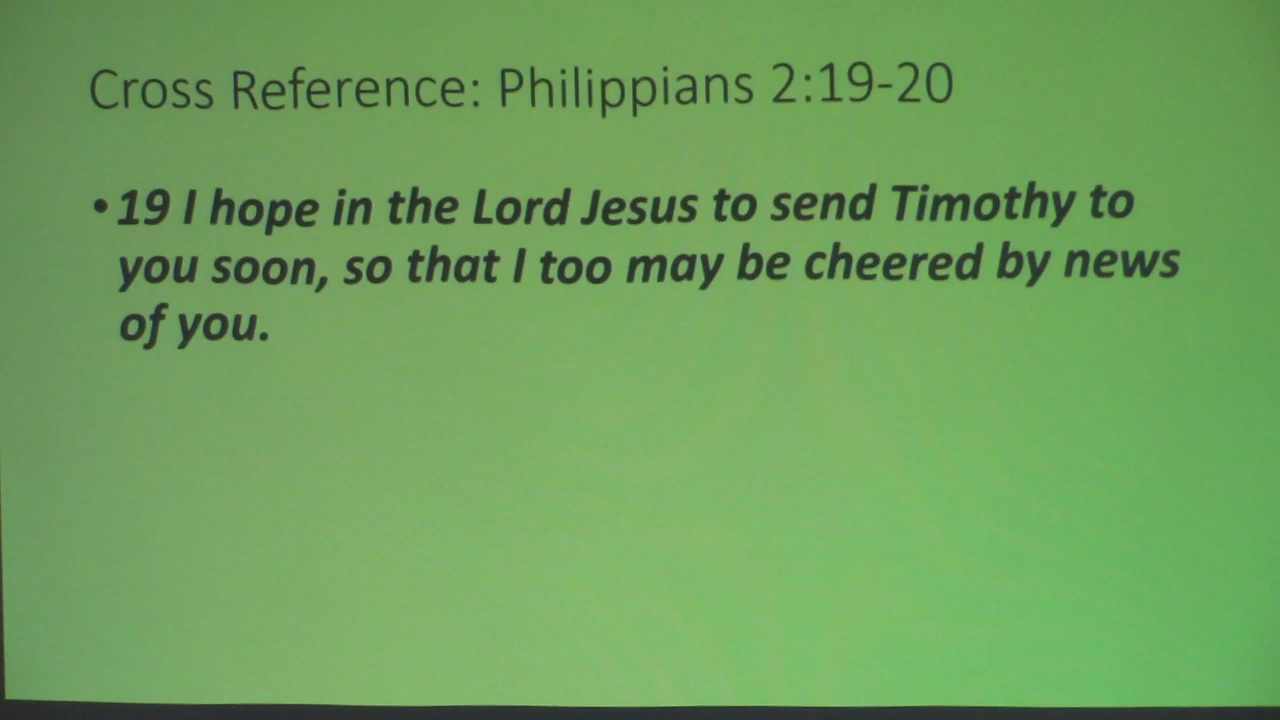 Cross Reference: Philippians 2:19-20
• 19 I hope in the Lord Jesus to send Timothy to
you soon, so that I too may be cheered by news
of you.